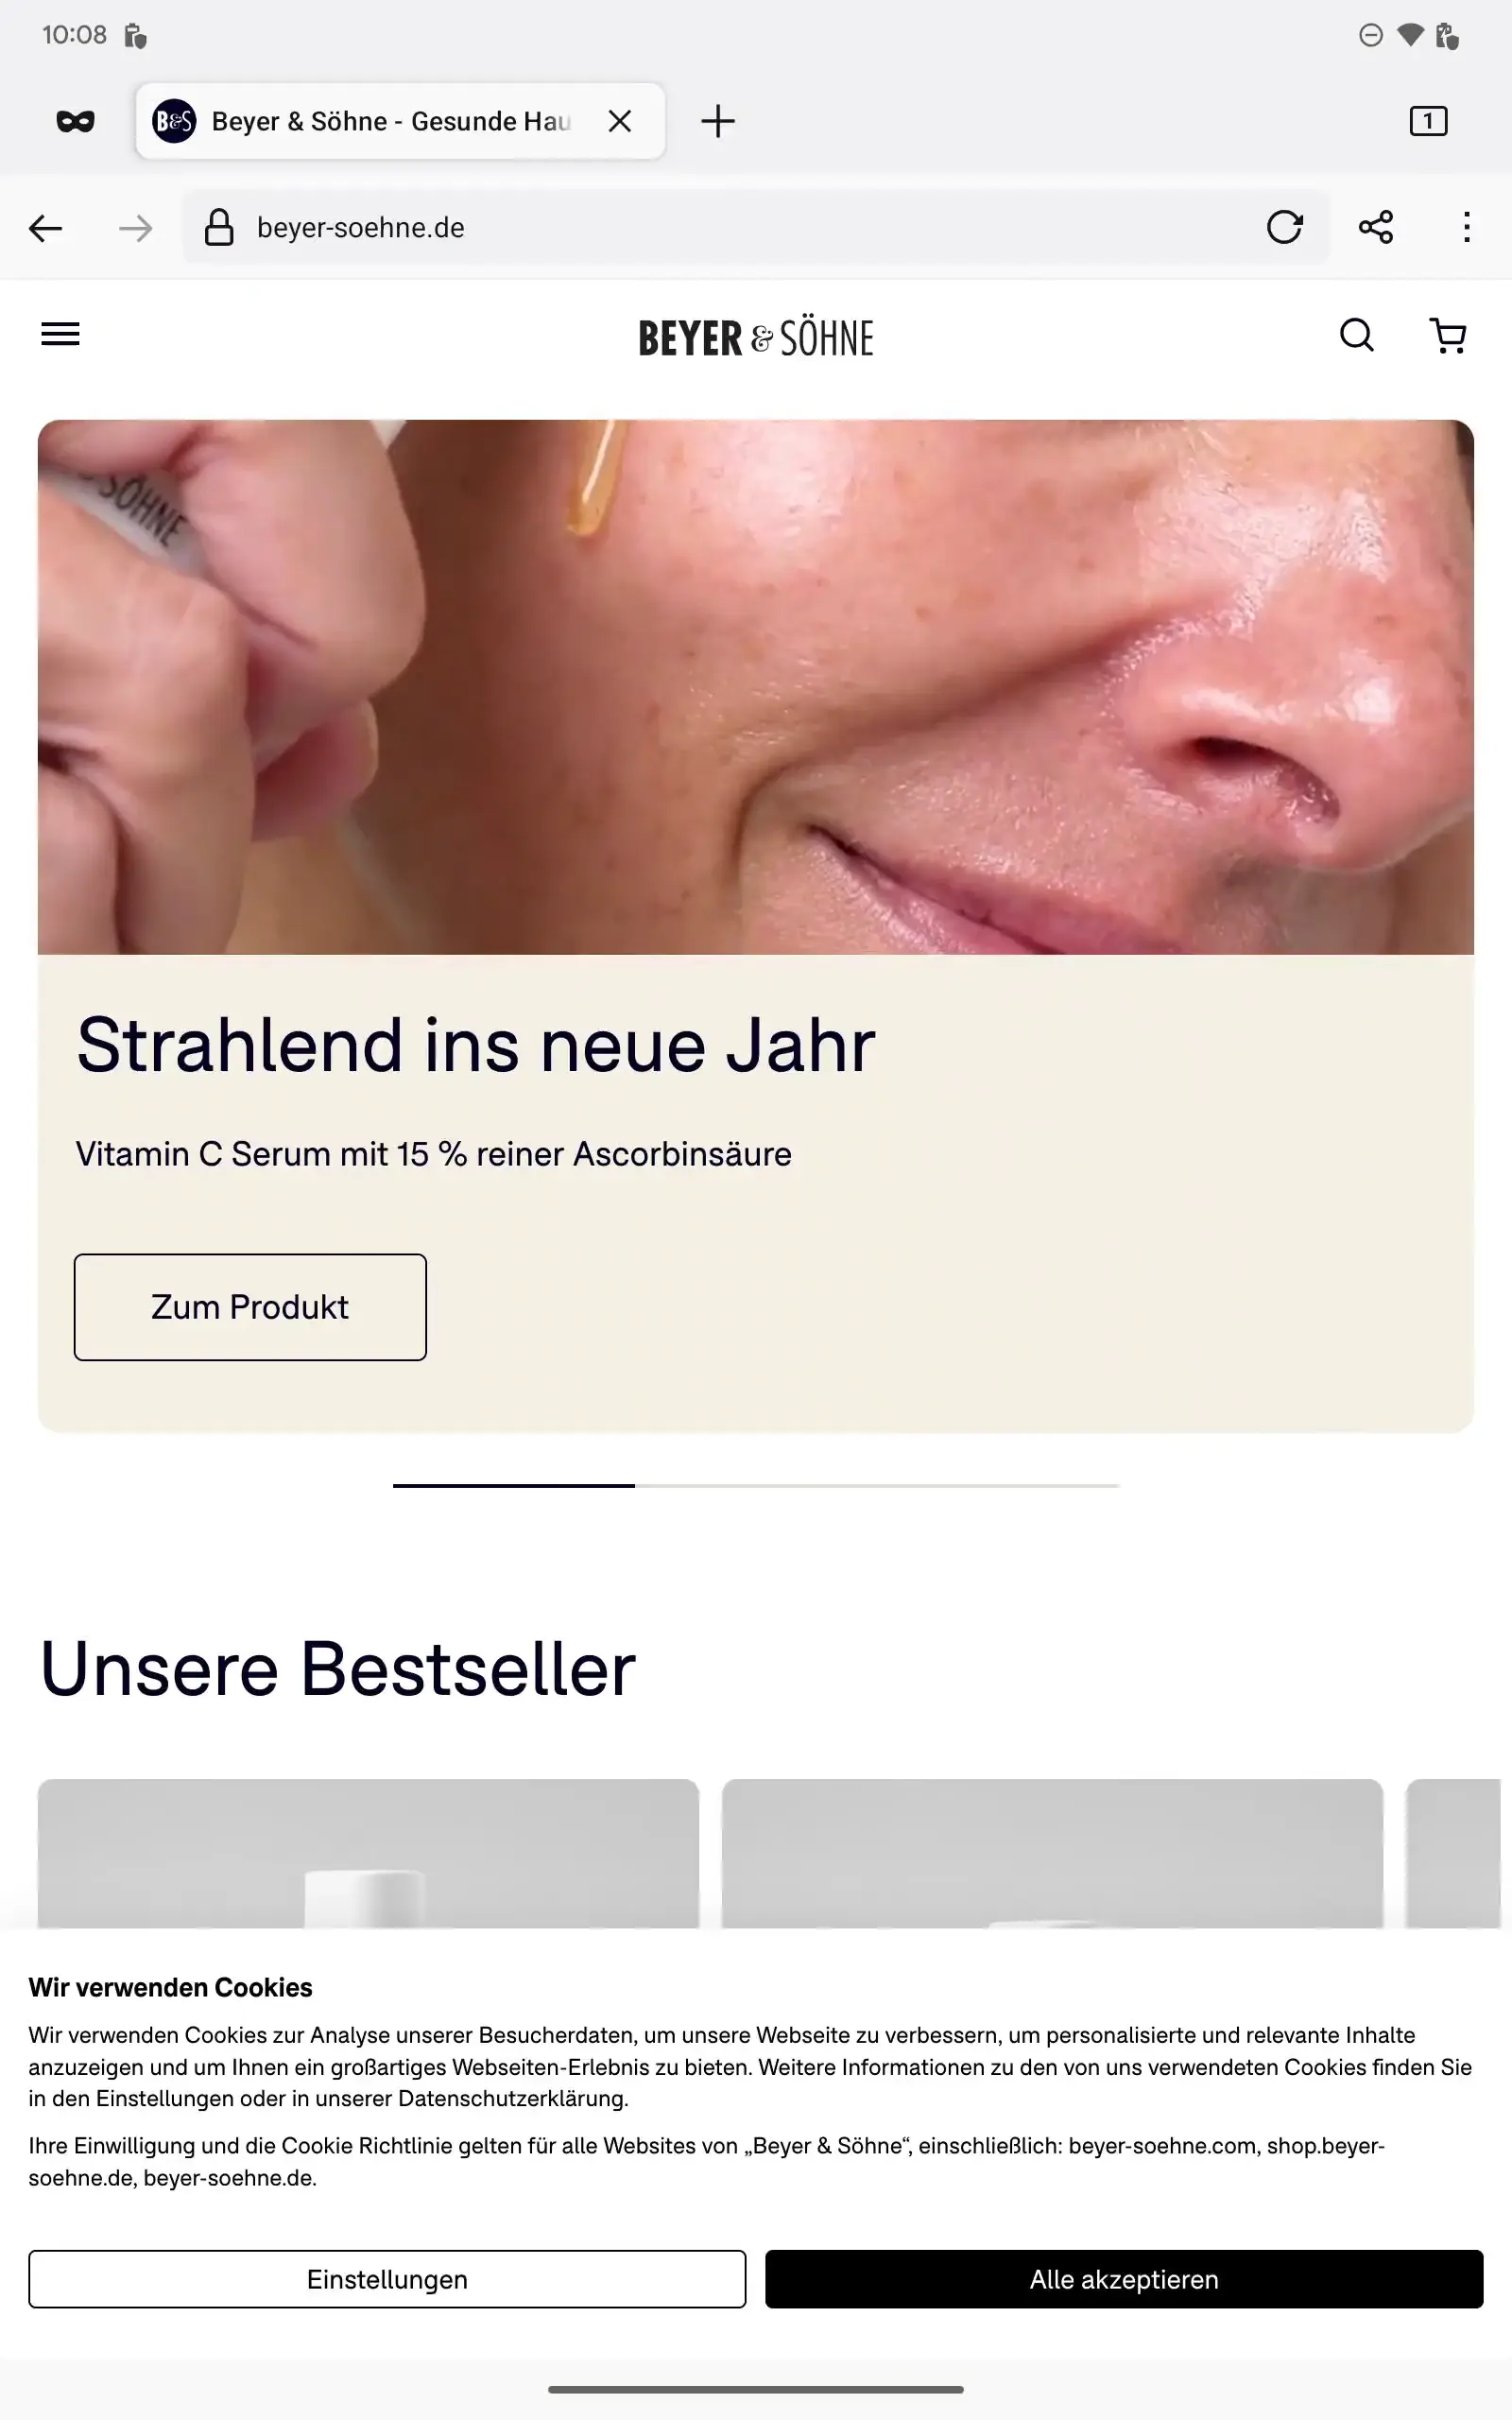 10:08
B&S Beyer & Söhne - Gesunde Hau
1
beyer-soehne.de
BEYER & SÖHNE
SÖHNE
Strahlend ins neue Jahr
Vitamin C Serum mit 15 % reiner Ascorbinsäure
Zum Produkt
Unsere Bestseller
Wir verwenden Cookies
Wir verwenden Cookies zur Analyse unserer Besucherdaten, um unsere Webseite zu verbessern, um personalisierte und relevante Inhalte
anzuzeigen und um Ihnen ein großartiges Webseiten-Erlebnis zu bieten. Weitere Informationen zu den von uns verwendeten Cookies finden Sie
in den Einstellungen oder in unserer Datenschutzerklärung.
Ihre Einwilligung und die Cookie Richtlinie gelten für alle Websites von „Beyer & Söhne“, einschließlich: beyer-soehne.com, shop.beyer-
soehne.de, beyer-soehne.de.
Einstellungen
Alle akzeptieren